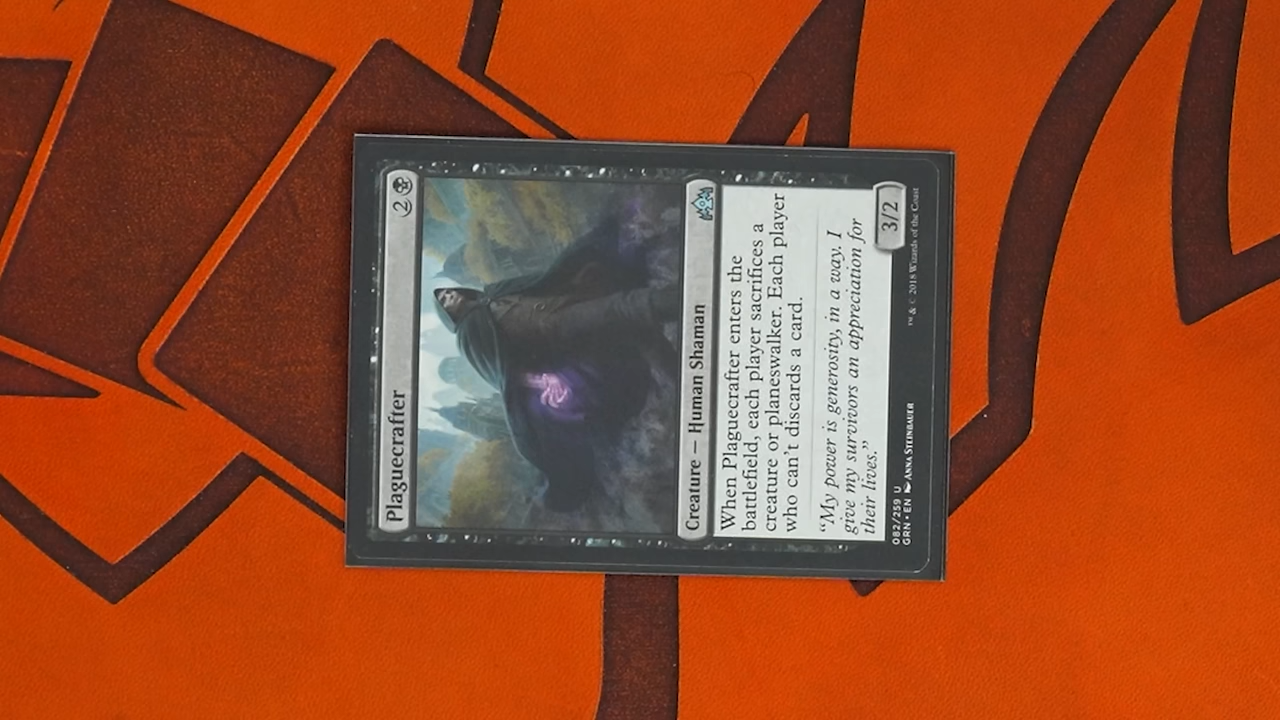 Plaguecrafter 2
Creature — Human Shaman
When Plaguecrafter enters the
battlefield, each player sacrifices a
creature or planeswalker. Each player
who can't discards a card.
“My power is generosity, in a way. I
give my survivors an appreciation for
their lives.”
3/2
082/259 U
GRN • EN ANNA STEINBAUER
™ & © 2018 Wizards of the Coast